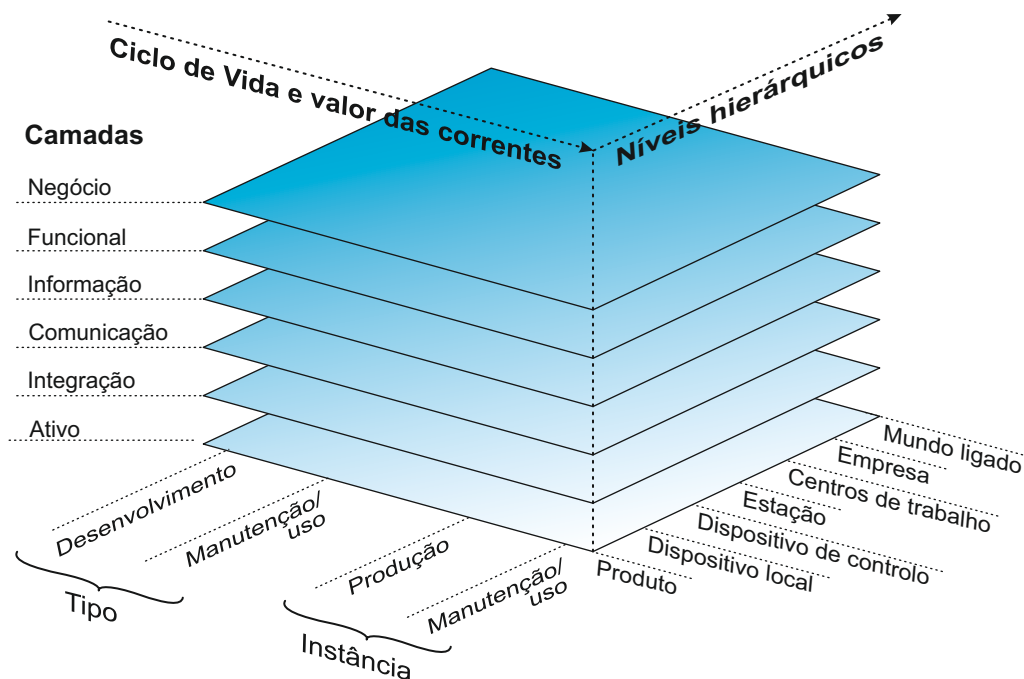 Ciclo de Vida e valor das correntes
Níveis hierárquicos
Camadas
Negócio
Funcional
Informação
Comunicação
Integração
Ativo
Desenvolvimento
Manutenção/
uso
Tipo
Produção
Manutenção/
uso
Instância
Produto
Dispositivo local
Dispositivo de controlo
Estação
Centros de trabalho
Empresa
Mundo ligado